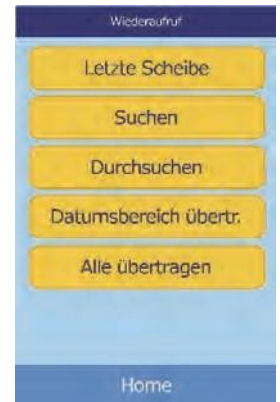 Wiederaufruf
Letzte Scheibe
Suchen
Durchsuchen
Datumsbereich übertr.
Alle übertragen
Home